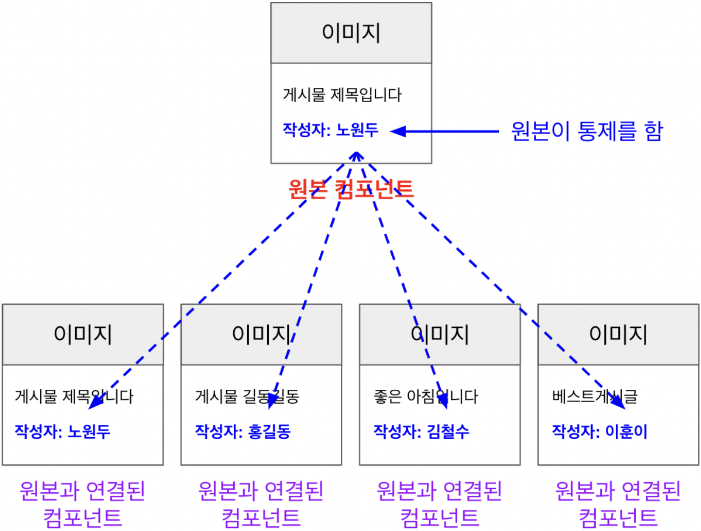 이미지
게시물 제목입니다
작성자: 노원두
원본이 통제를 함
원본 컴포넌트
이미지
게시물 제목입니다
작성자: 노원두
원본과 연결된
컴포넌트
이미지
게시물 길동길동
작성자: 홍길동
원본과 연결된
컴포넌트
이미지
좋은 아침입니다
작성자: 김철수
원본과 연결된
컴포넌트
이미지
베스트게시글
작성자: 이훈이
원본과 연결된
컴포넌트